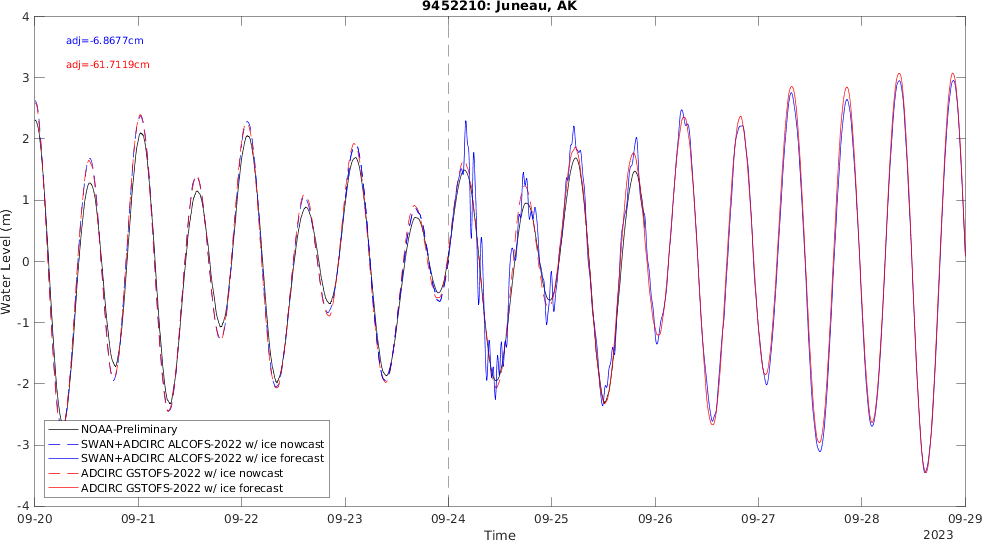 9452210: Juneau, AK
adj=-6.8677cm
adj=-61.7119cm
4
3
2
1
0
-1
-2
-3
-4
Water Level (m)
NOAA-Preliminary
SWAN+ADCIRC ALCOFS-2022 w/ ice nowcast
SWAN+ADCIRC ALCOFS-2022 w/ ice forecast
ADCIRC GSTOFS-2022 w/ ice nowcast
ADCIRC GSTOFS-2022 w/ ice forecast
09-20 09-21 09-22 09-23 09-24 09-25 09-26 09-27 09-28 09-29
Time
2023